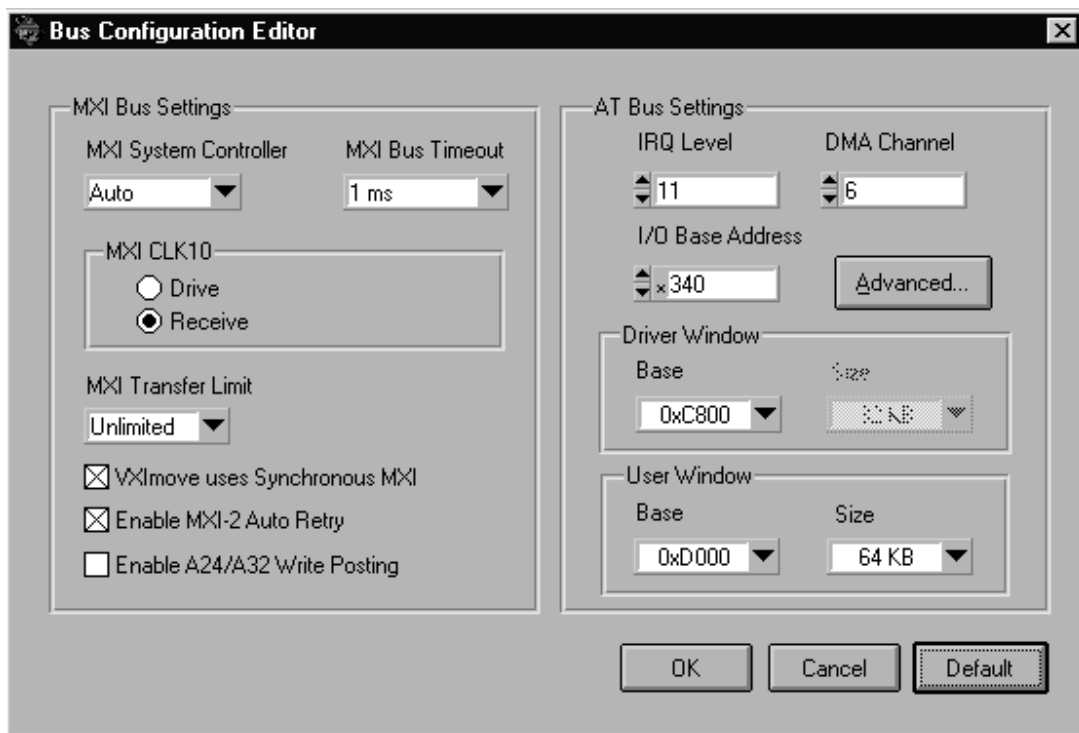 Bus Configuration Editor
MXI Bus Settings
MXI System Controller
MXI Bus Timeout
Auto
1 ms
MXI CLK10
Drive
Receive
MXI Transfer Limit
Unlimited
VXImove uses Synchronous MXI
Enable MXI-2 Auto Retry
Enable A24/A32 Write Posting
AT Bus Settings
IRQ Level
DMA Channel
11
6
I/O Base Address
x 340
Advanced...
Driver Window
Base
Size
0xC800
32 KB
User Window
Base
Size
0xD000
64 KB
OK
Cancel
Default